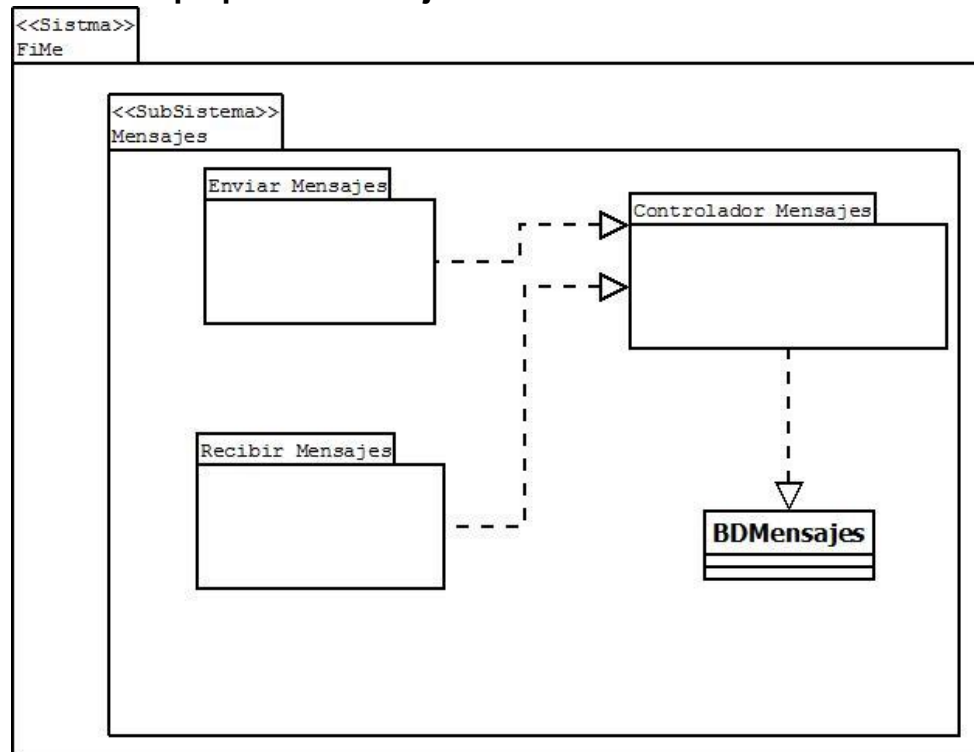 <<Sistma>>
FiMe
<<SubSistema>>
Mensajes
Enviar Mensajes
Controlador Mensajes
Recibir Mensajes
BDMensajes